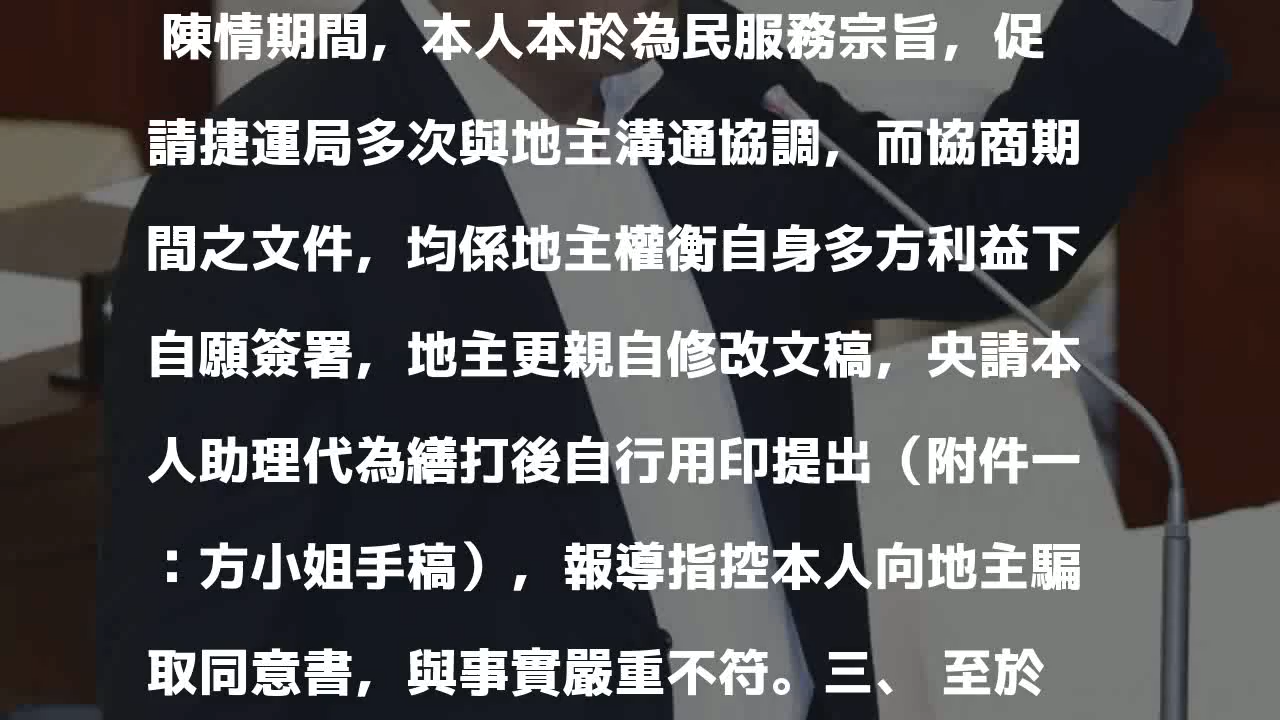 陳情期間，本人本於為民服務宗旨，促
請捷運局多次與地主溝通協調，而協商期
間之文件，均係地主權衡自身多方利益下
自願簽署，地主更親自修改文稿，央請本
人助理代為繕打後自行用印提出（附件一
：方小姐手稿），報導指控本人向地主騙
取同意書，與事實嚴重不符。三、 至於